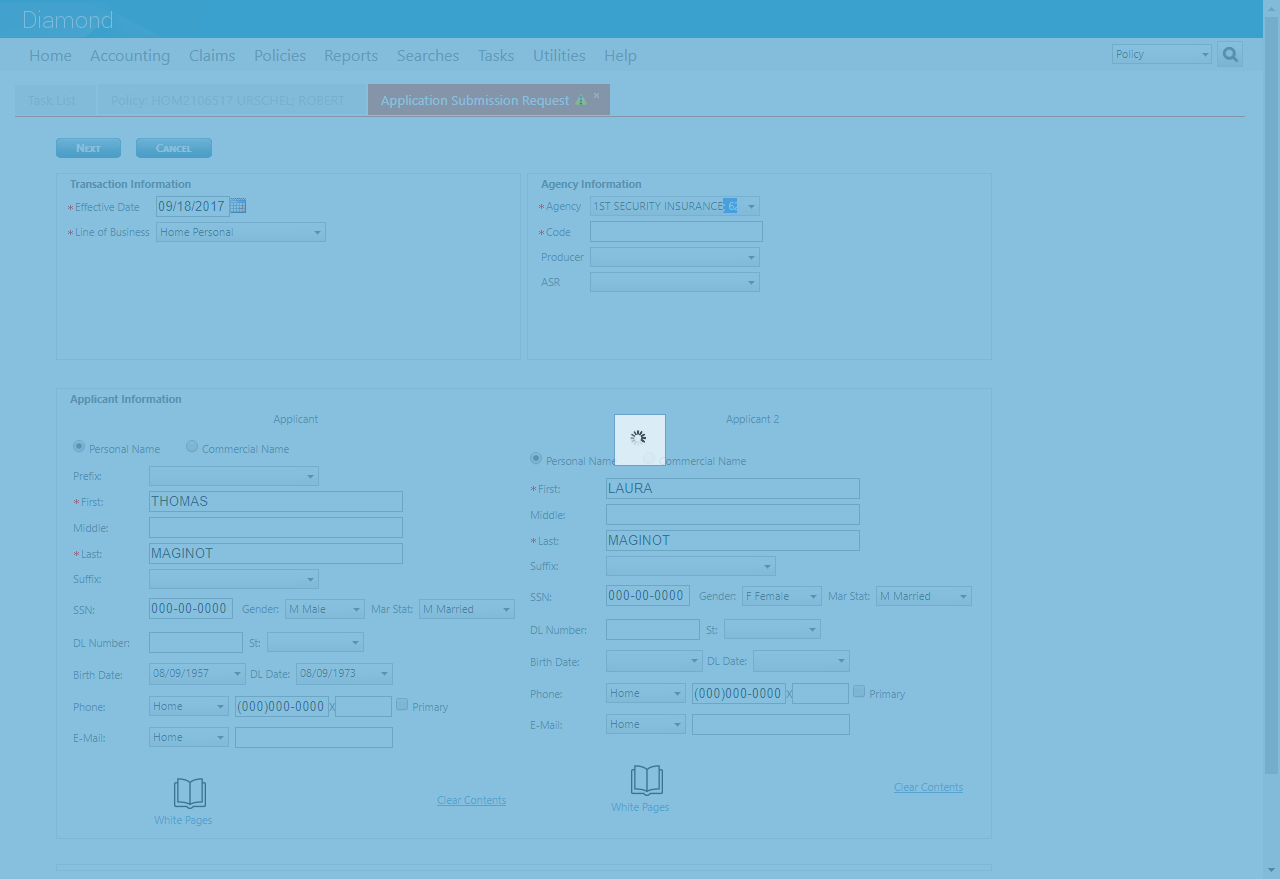 Diamond
Home Accounting Claims Policies Reports Searches Tasks Utilities Help Policy
Task List Policy: HOM2106517 URSCHEL; ROBERT Application Submission Request ×
NEXT CANCEL
Transaction Information Agency Information
*Effective Date 09/18/2017 *Agency 1ST SECURITY INSURANCE;
*Line of Business Home Personal *Code
Producer
ASR
Applicant Information
Applicant Applicant 2
Personal Name Commercial Name
Personal Name Commercial Name
Prefix:
*First: THOMAS *First: LAURA
Middle: Middle:
*Last: MAGINOT *Last: MAGINOT
Suffix: Suffix:
SSN: 000-00-0000 Gender: M Male Mar Stat: M Married SSN: 000-00-0000 Gender: F Female Mar Stat: M Married
DL Number: St: DL Number: St:
Birth Date: 08/09/1957 DL Date: 08/09/1973 Birth Date: DL Date:
Phone: Home (000)000-0000 X Primary Phone: Home (000)000-0000 X Primary
E-Mail: Home E-Mail: Home
White Pages Clear Contents White Pages Clear Contents